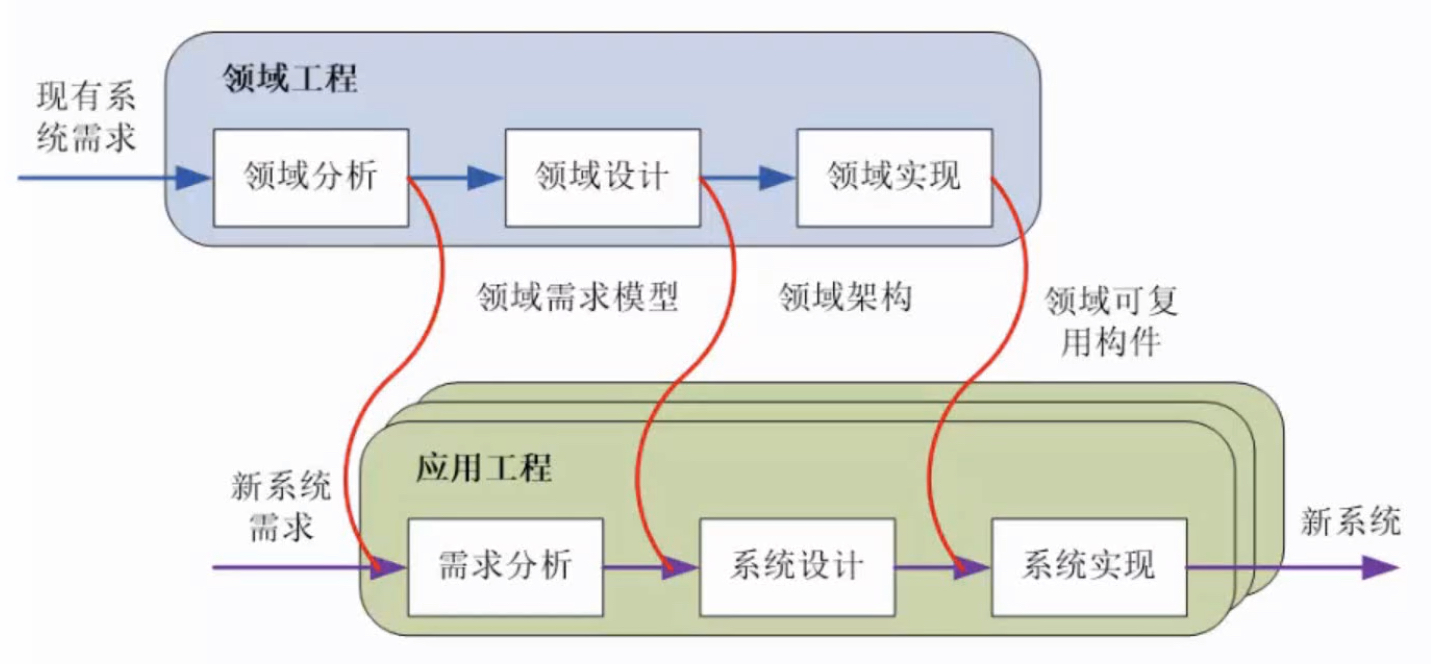 领域工程
现有系
统需求
领域分析
领域设计
领域实现
领域需求模型
领域架构
领域可复
用构件
应用工程
新系统
需求
需求分析
系统设计
系统实现
新系统